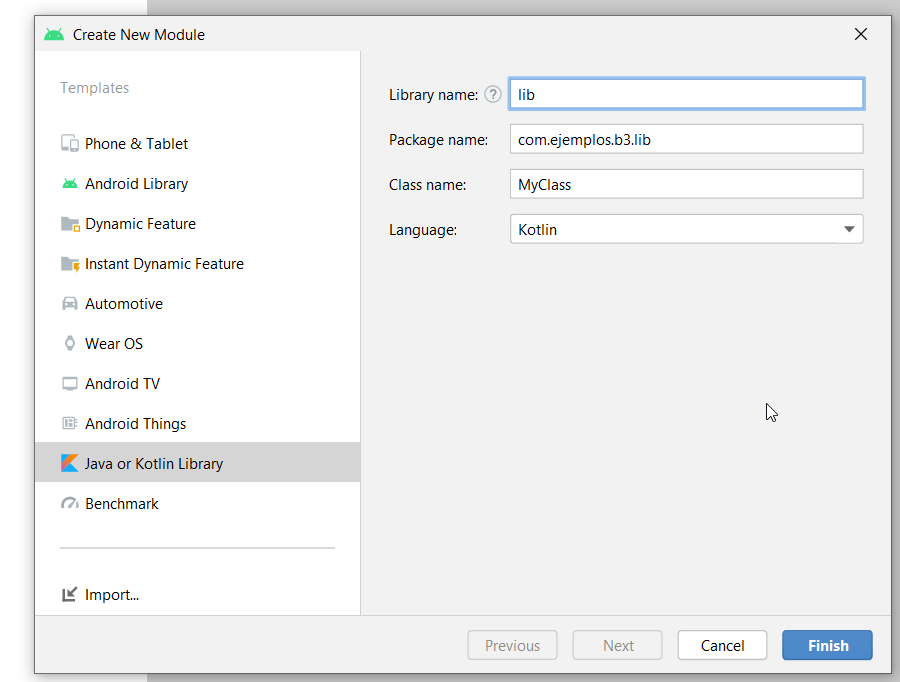 Create New Module
Templates
Phone & Tablet
Android Library
Dynamic Feature
Instant Dynamic Feature
Automotive
Wear OS
Android TV
Android Things
Java or Kotlin Library
Benchmark
Import...
Library name: ? lib
Package name: com.ejemplos.b3.lib
Class name: MyClass
Language: Kotlin
Previous Next Cancel Finish